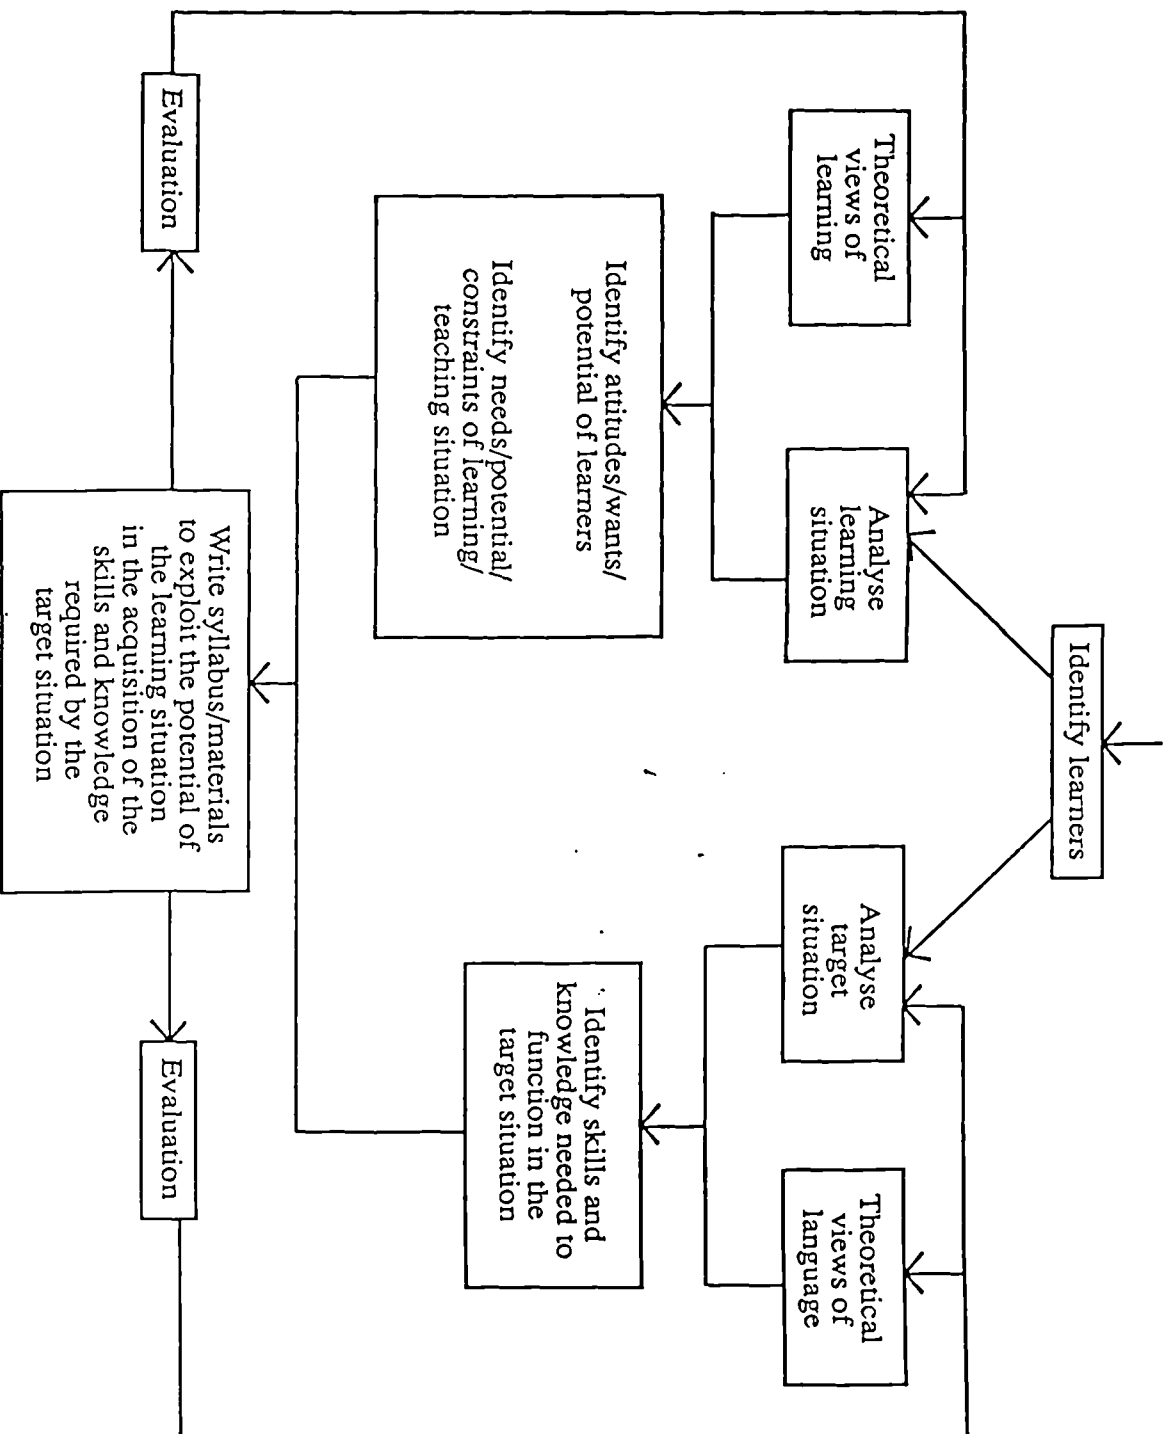 Identify learners
Theoretical
views of
learning
Analyse
learning
situation
Analyse
target
situation
Theoretical
views of
language
Identify attitudes/wants/
potential of learners
Identify needs/potential/
constraints of learning/
teaching situation
Identify skills and
knowledge needed to
function in the
target situation
Evaluation
Write syllabus/materials
to exploit the potential of
the learning situation
in the acquisition of the
skills and knowledge
required by the
target situation
Evaluation